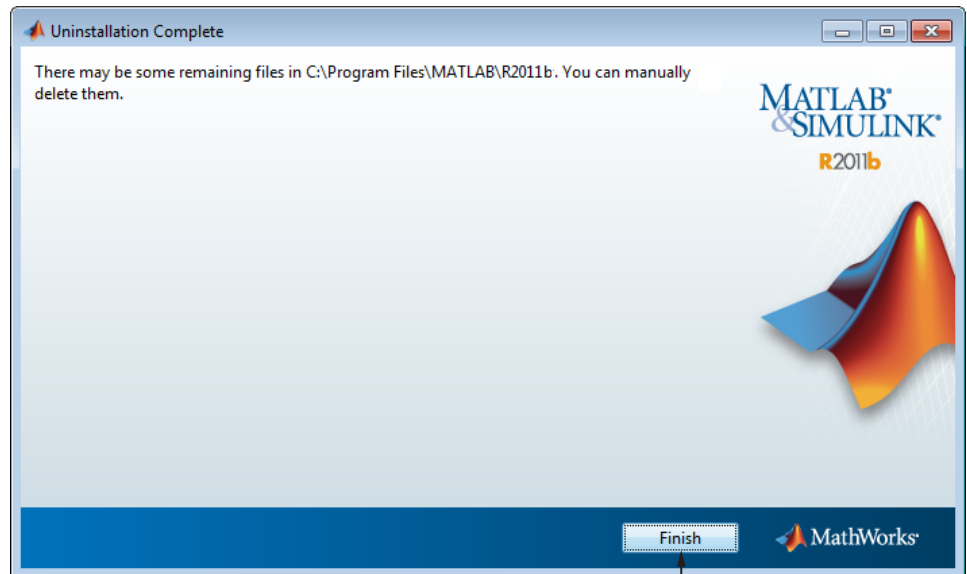 Uninstallation Complete
There may be some remaining files in C:\Program Files\MATLAB\R2011b. You can manually
delete them.
MATLAB®
&SIMULINK®
R2011b
Finish
MathWorks®